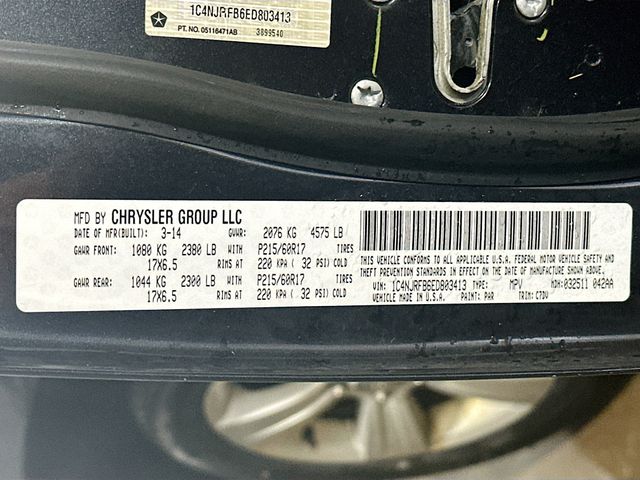 1C4NJRFB6ED803413
PT. NO. 05116471AB 3899540
MFD BY CHRYSLER GROUP LLC
DATE OF MFR(BUILT): 3-14 GVWR: 2076 KG 4575 LB
GAWR FRONT: 1080 KG 2380 LB WITH P215/60R17 TIRES
17X6.5 RIMS AT 220 KPA ( 32 PSI) COLD
GAWR REAR: 1044 KG 2300 LB WITH P215/60R17 TIRES
17X6.5 RIMS AT 220 KPA ( 32 PSI) COLD
THIS VEHICLE CONFORMS TO ALL APPLICABLE U.S.A. FEDERAL MOTOR VEHICLE SAFETY AND
THEFT PREVENTION STANDARDS IN EFFECT ON THE DATE OF MANUFACTURE SHOWN ABOVE.
VIN: 1C4NJRFB6ED803413 TYPE: MPV MDH: 032511 042AA
VEHICLE MADE IN U.S.A. PAINT: PAR TRIM: C7DV